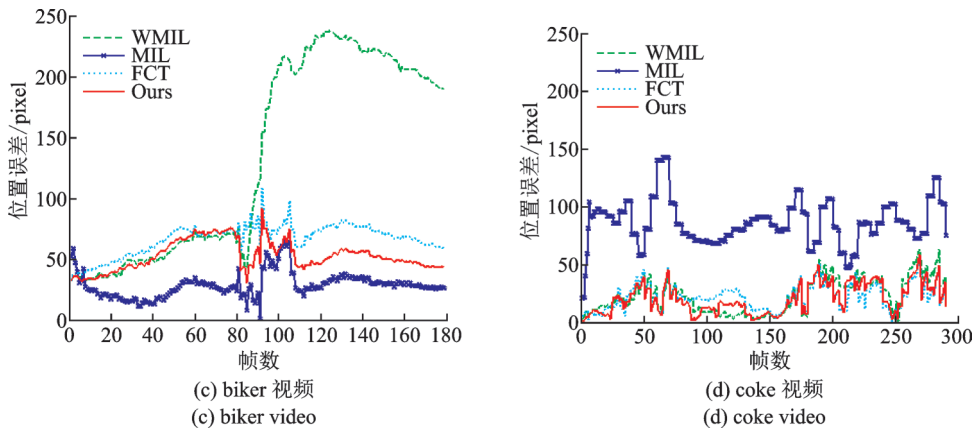 250
200
150
100
50
0
位置误差/pixel
WMIL
MIL
FCT
Ours
0 20 40 60 80 100 120 140 160 180
帧数
(c) biker 视频
(c) biker video
250
200
150
100
50
0
位置误差/pixel
WMIL
MIL
FCT
Ours
0 50 100 150 200 250 300
帧数
(d) coke 视频
(d) coke video